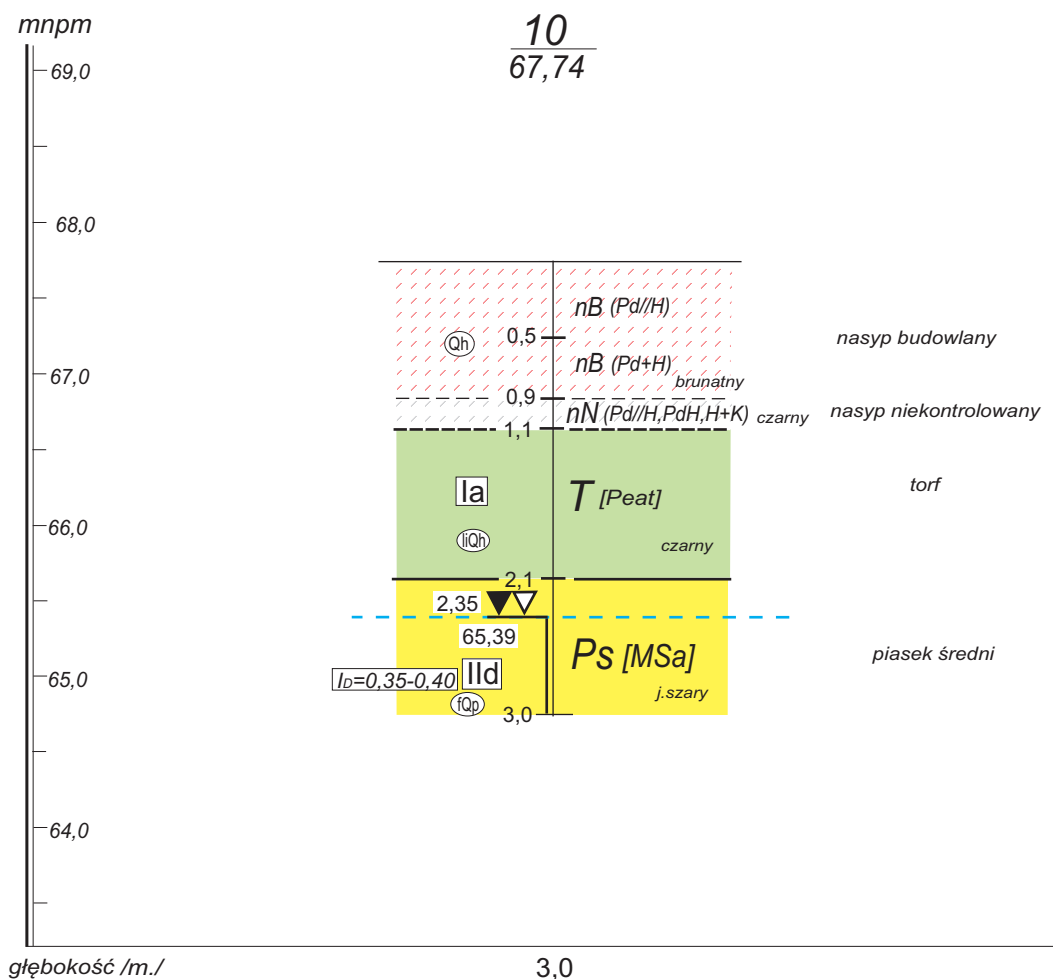 mnpm
10
67,74
69,0
68,0
nB (Pd//H)
0,5
nasyp budowlany
Qh
nB (Pd+H)
67,0
brunatny
0,9
nN (Pd//H,PdH,H+K) czarny
nasyp niekontrolowany
1,1
Ia
T [Peat]
torf
66,0
liQh
czarny
2,1
2,35
65,39
Ps [MSa]
piasek średni
65,0
ID=0,35-0,40
IId
j.szary
fQp
3,0
64,0
głębokość /m./
3,0